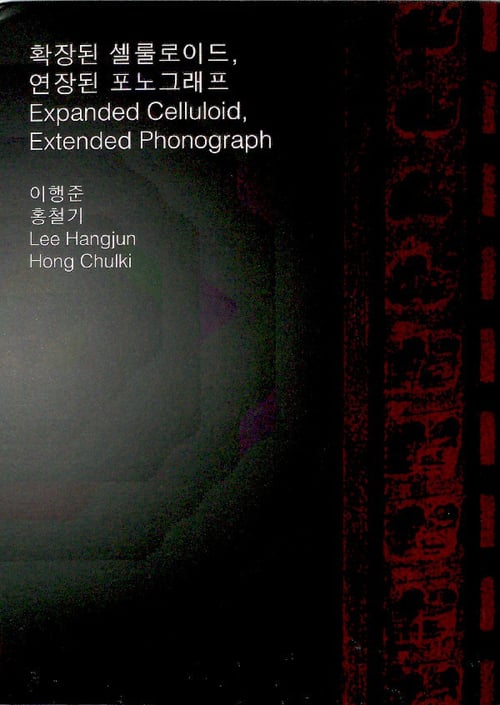 확장된 셀룰로이드,
연장된 포노그래프
Expanded Celluloid,
Extended Phonograph
이행준
홍철기
Lee Hangjun
Hong Chulki